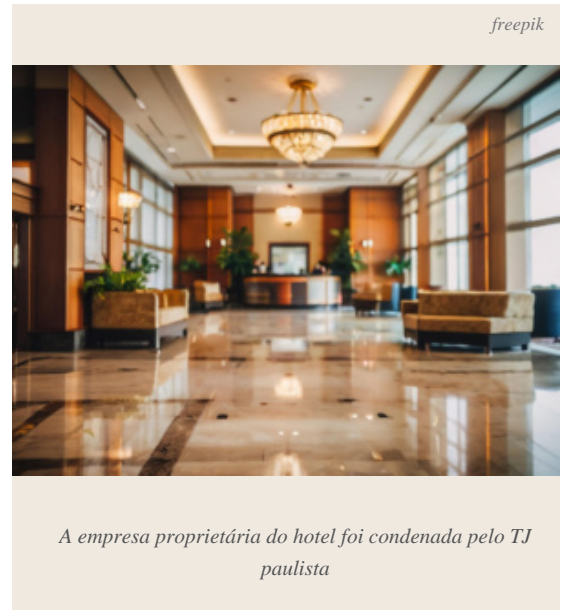 freepik
A empresa proprietária do hotel foi condenada pelo TJ
paulista